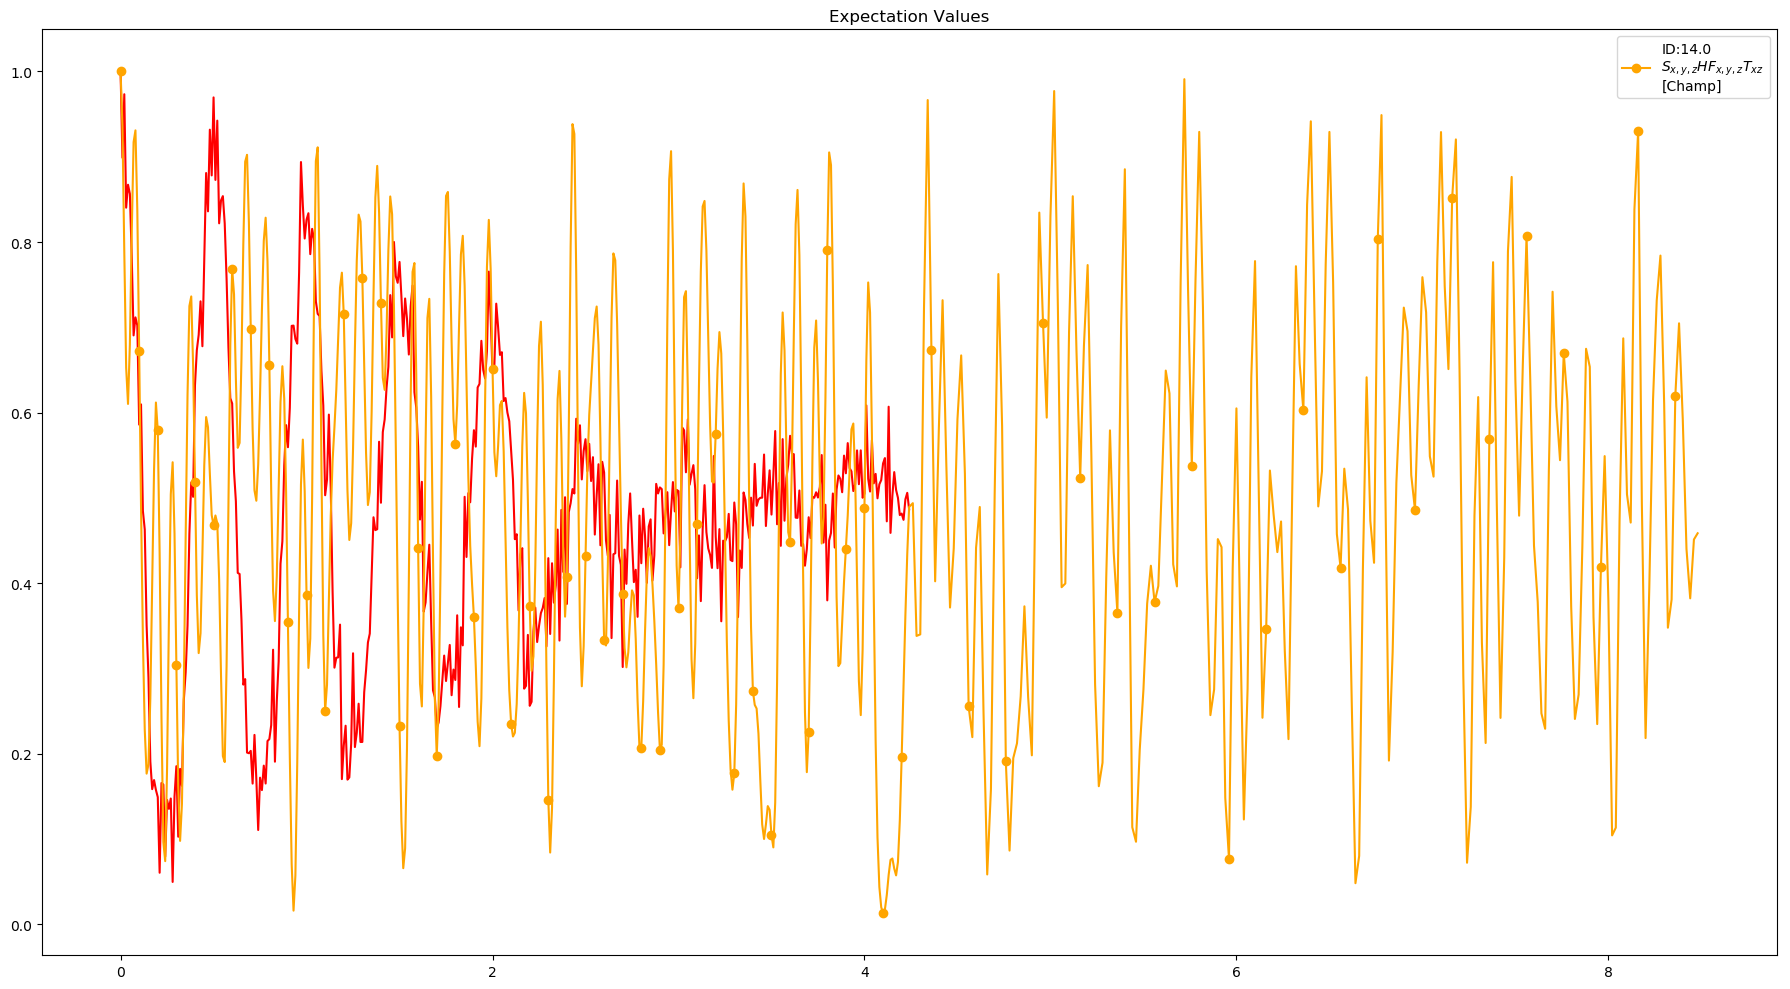 Expectation Values
ID:14.0
$S_{x,y,z}HF_{x,y,z}T_{xz}$
[Champ]
1.0
0.8
0.6
0.4
0.2
0.0
0 2 4 6 8